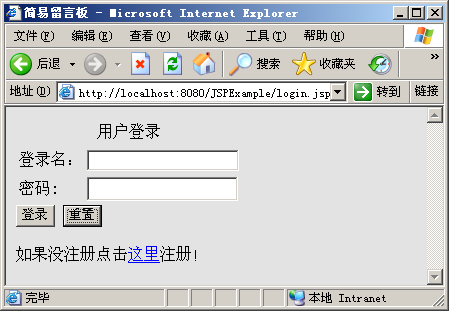 简易留言板 - Microsoft Internet Explorer
文件(F) 编辑(E) 查看(V) 收藏(A) 工具(T) 帮助(H)
后退 搜索 收藏夹
地址(D) http://localhost:8080/JSPExample/login.jsp 转到 链接
用户登录
登录名:
密码:
登录 重置
如果没注册点击这里注册!
完毕 本地 Intranet